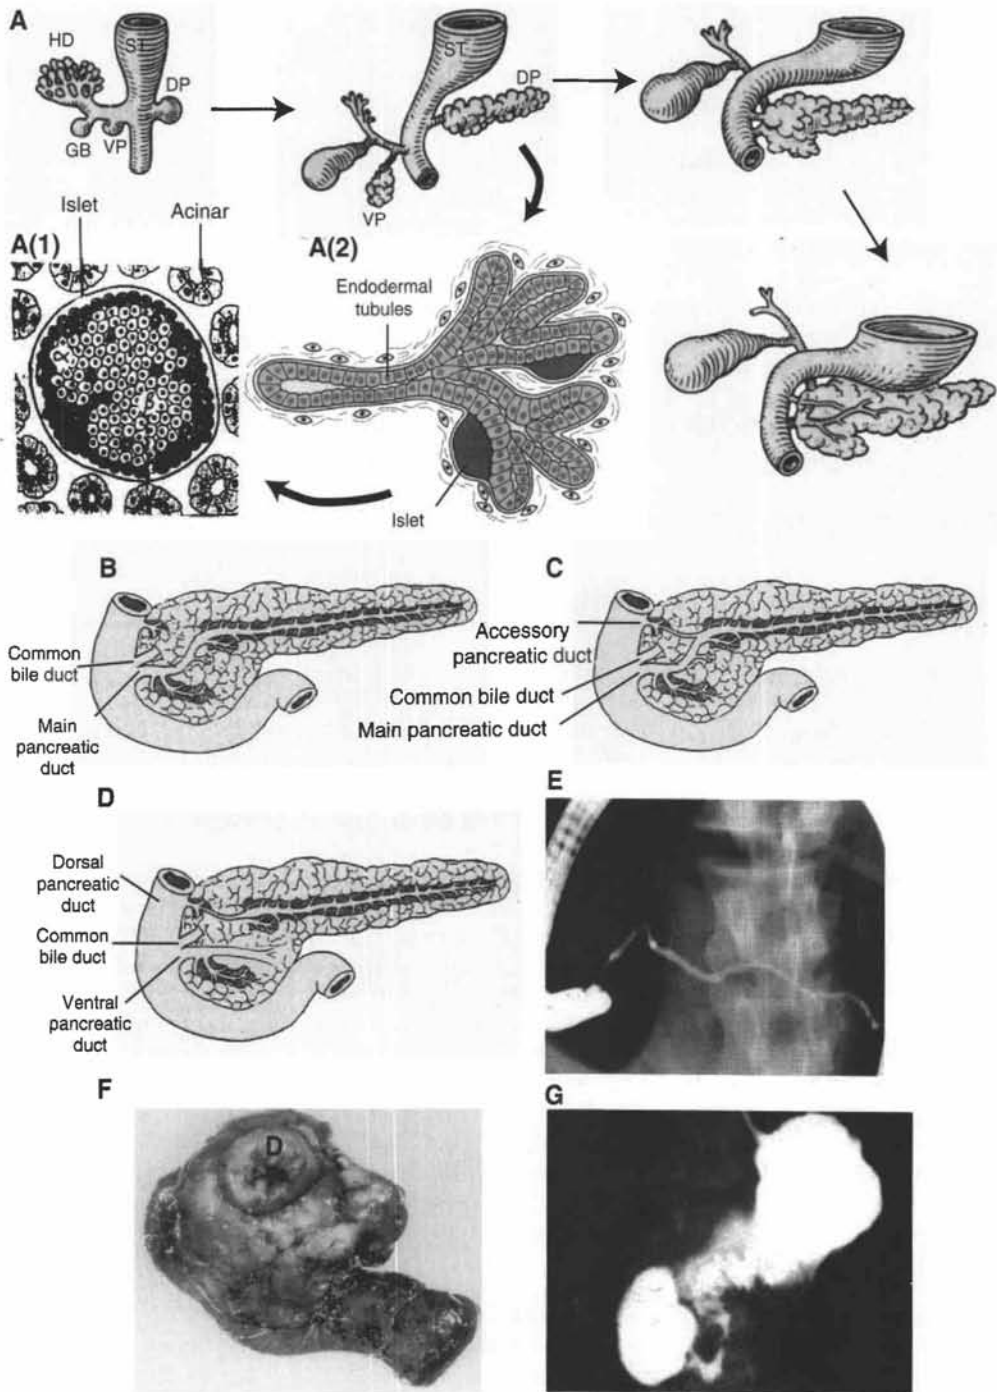 A
HD
ST
DP
GB
VP
ST
DP
VP
Islet
Acinar
A(1)
A(2)
Endodermal
tubules
Islet
B
Common
bile duct
Main
pancreatic
duct
C
Accessory
pancreatic duct
Common bile duct
Main pancreatic duct
D
Dorsal
pancreatic
duct
Common
bile duct
Ventral
pancreatic
duct
E
F
D
G